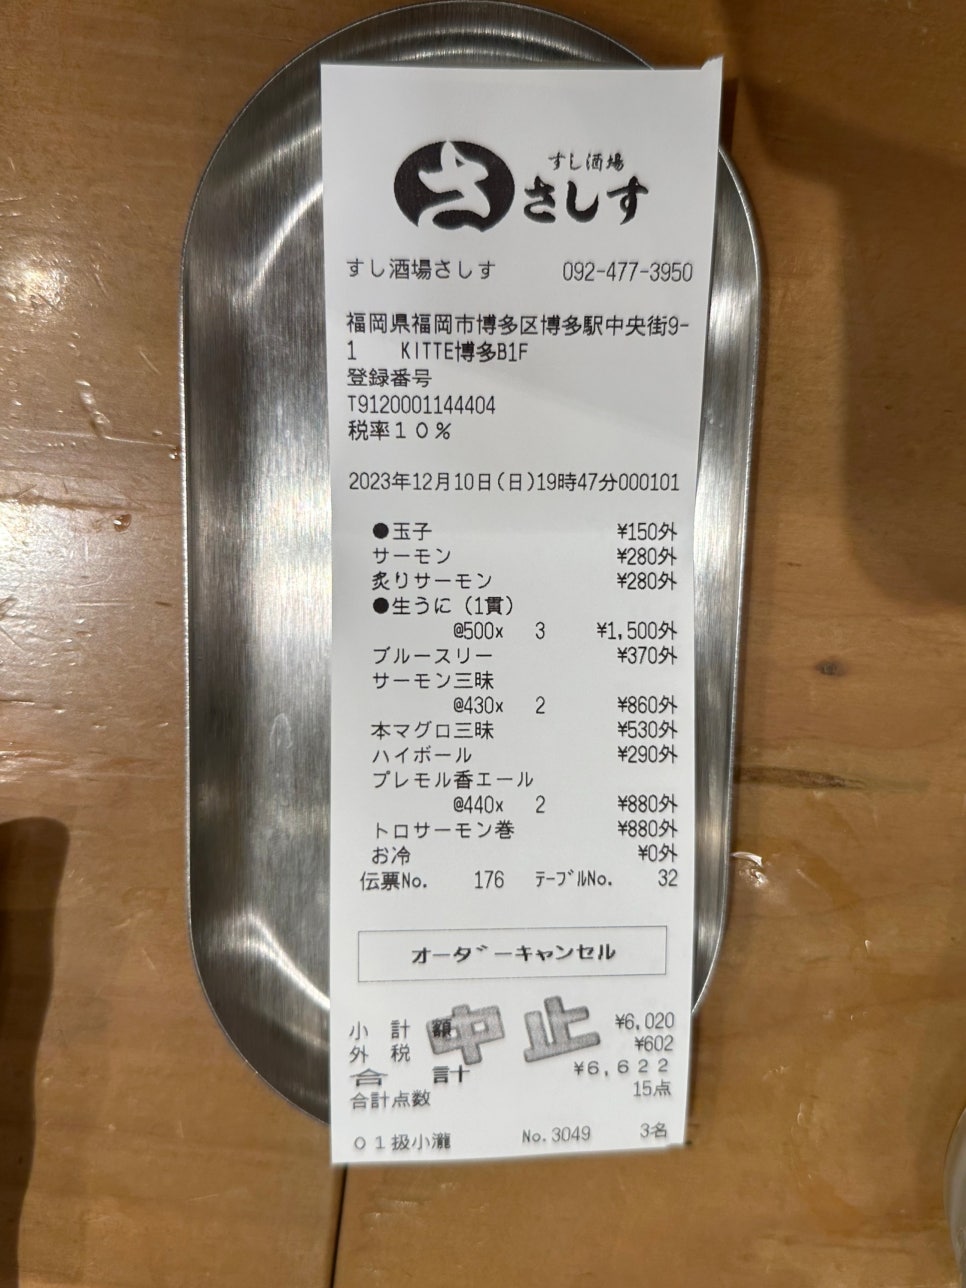 すし酒場
さ さしす
すし酒場さしす 092-477-3950
福岡県福岡市博多区博多駅中央街9-
1 KITTE博多B1F
登録番号
T9120001144404
税率10%
2023年12月10日(日)19時47分000101
●玉子 ¥150外
サーモン ¥280外
炙りサーモン ¥280外
●生うに(1貫)
@500x 3 ¥1,500外
ブルースリー ¥370外
サーモン三昧
@430x 2 ¥860外
本マグロ三昧 ¥530外
ハイボール ¥290外
プレモル香エール
@440x 2 ¥880外
トロサーモン巻 ¥880外
お冷 ¥0外
伝票No. 176 テーブルNo. 32
オーダーキャンセル
中止
小計額 ¥6,020
外税 ¥602
合計 ¥6,622
合計点数 15点
01扱小瀧 No.3049 3名